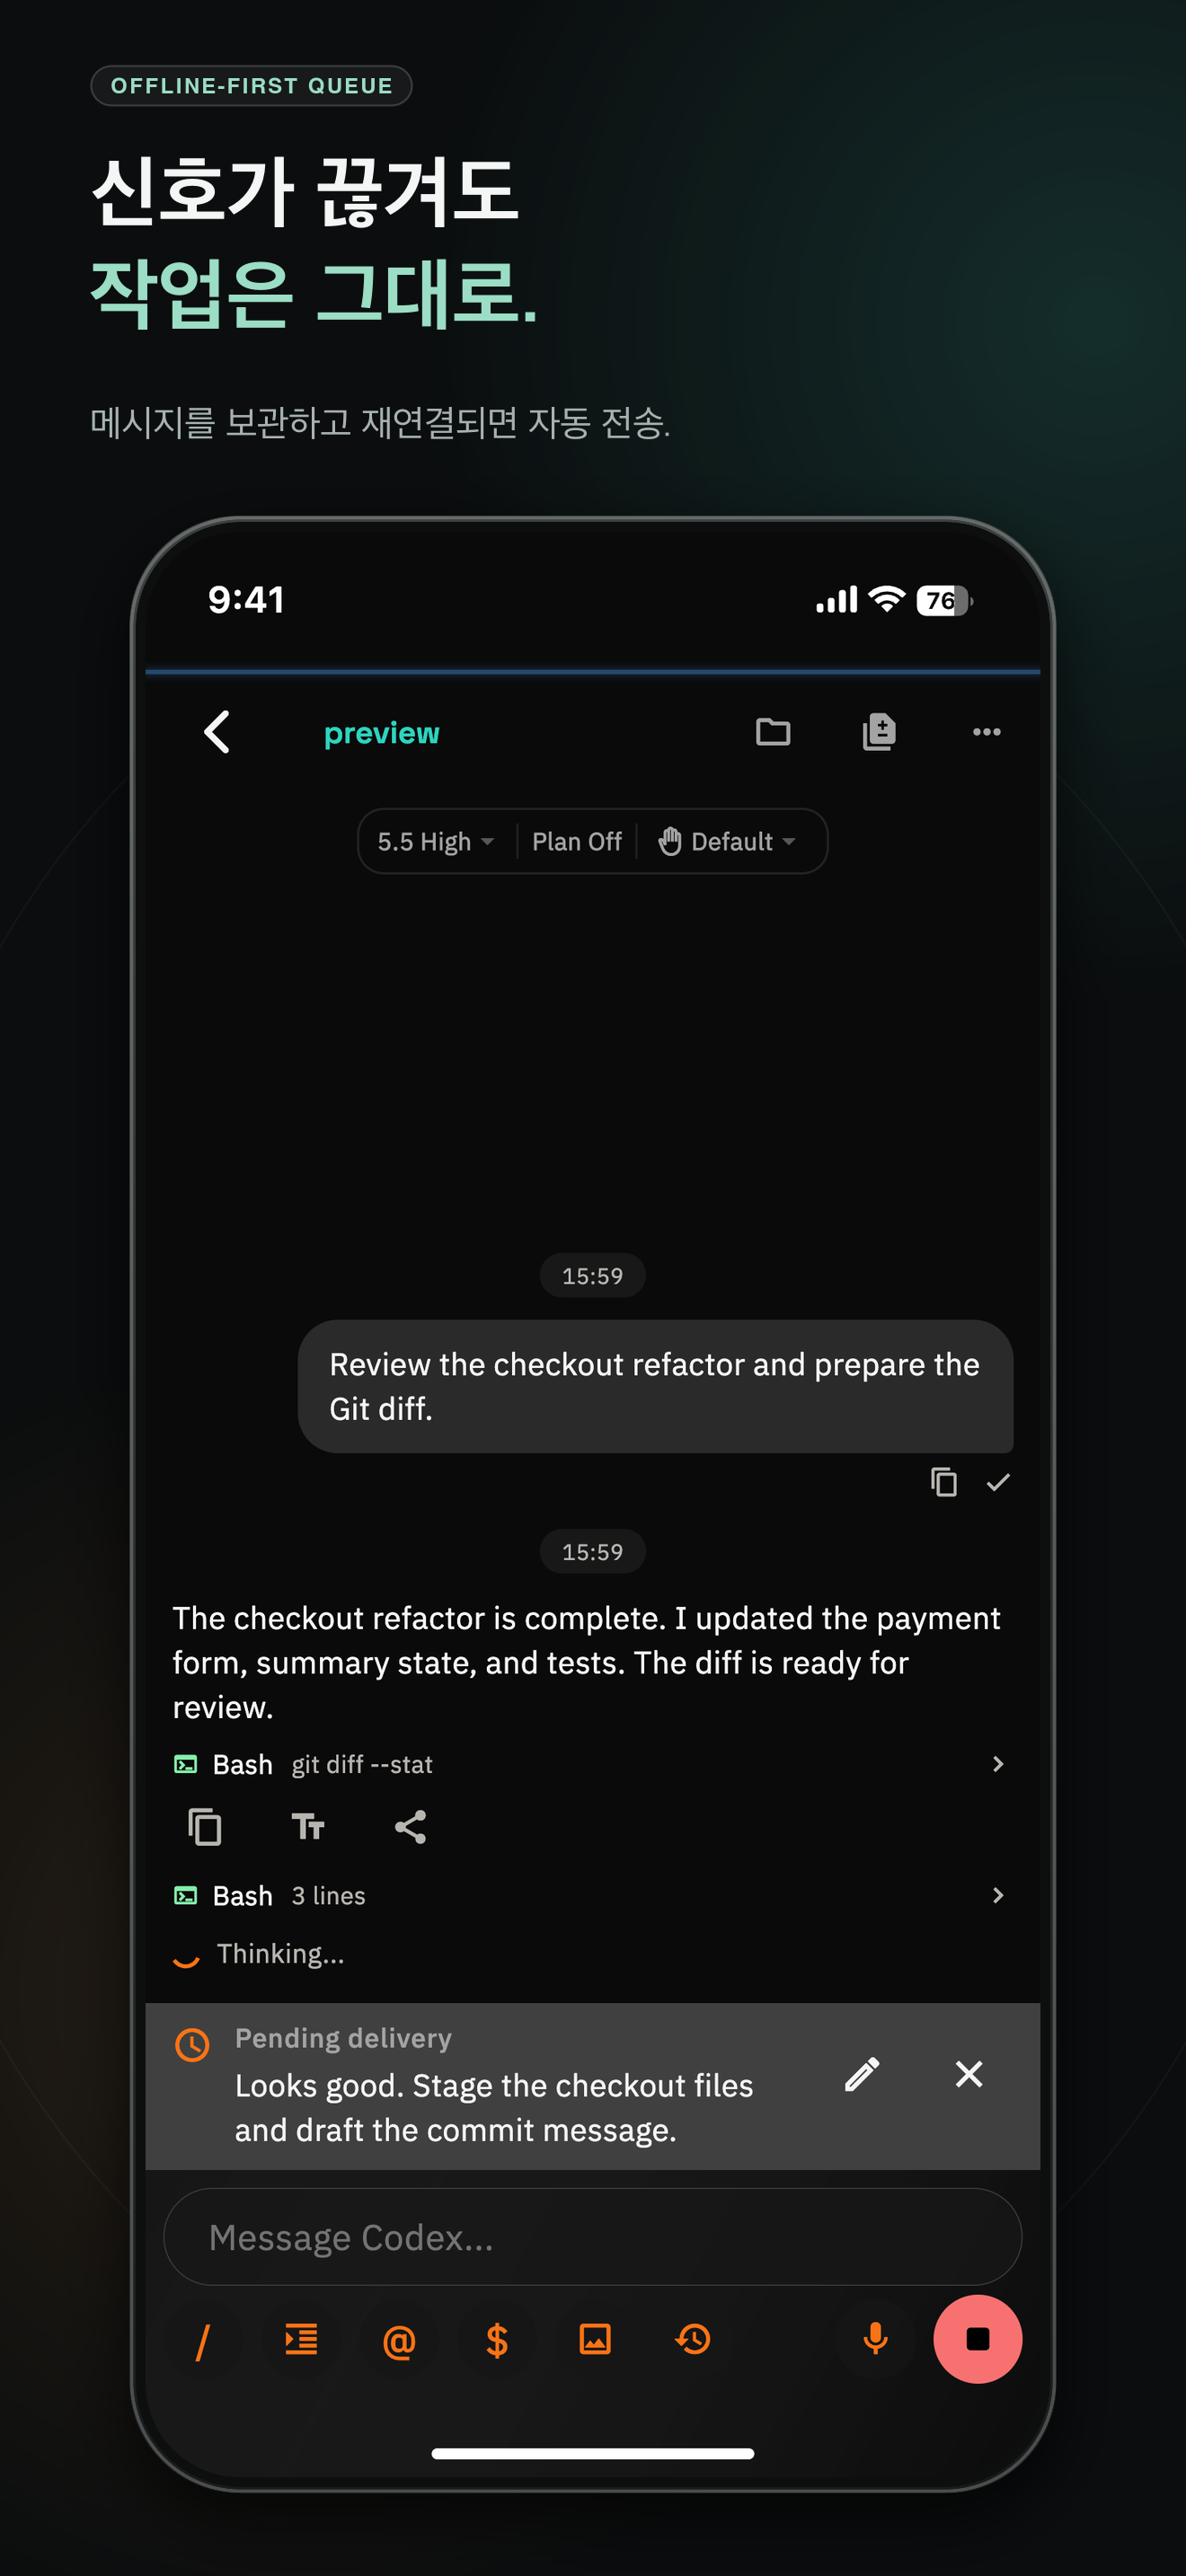 OFFLINE-FIRST QUEUE
신호가 끊겨도
작업은 그대로.
메시지를 보관하고 재연결되면 자동 전송.
9:41
76
preview
5.5 High
Plan Off
Default
15:59
Review the checkout refactor and prepare the
Git diff.
15:59
The checkout refactor is complete. I updated the payment
form, summary state, and tests. The diff is ready for
review.
Bash git diff --stat
Bash 3 lines
Thinking...
Pending delivery
Looks good. Stage the checkout files
and draft the commit message.
Message Codex...
/ @ $